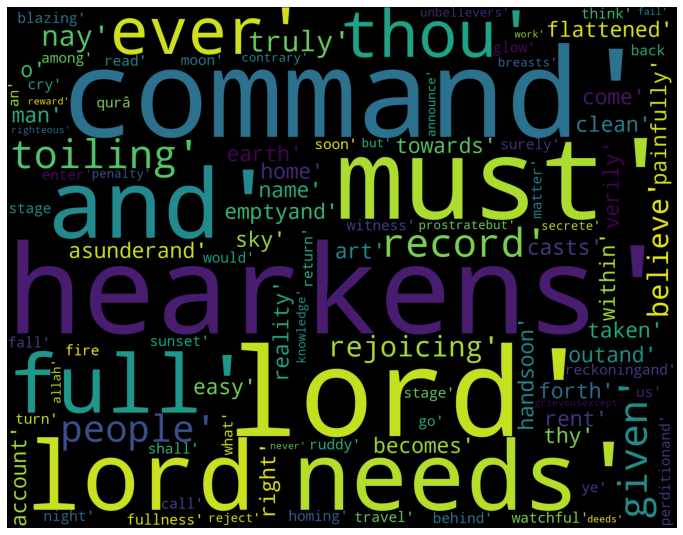 blazing'
nay'
ever'
truly'
thou'
unbelievers'
think'
fail'
flattened'
work'
o'
among'
read'
moon'
contrary'
glow'
breasts'
back
cry'
command'
announce'
an'
reward'
man'
qurâ
come'
clean'
righteous'
toiling'
soon'
but'
towards'
surely'
earth'
must'
enter'
penalty'
home'
matter'
verily'
believe'
painfully'
name'
stage
and'
emptyand'
witness'
prostratebut'
secrete'
would'
asunderand'
sky'
return'
art'
record'
casts'
within'
hearkens'
knowledge'
reality'
fall'
fire
sunset'
rejoicing'
handsoon'
taken'
outand'
reckoningand'
full'
allah'
easy'
lord'
stage'
forth'
us'
grievousexcept'
turn'
people'
what'
go'
rent'
given'
perditionand'
account'
shall'
never'
ruddy'
becomes'
thy'
lord'
right'
needs'
call'
ye'
night'
fullness'
reject'
homing'
travel'
behind'
watchful'
deeds'